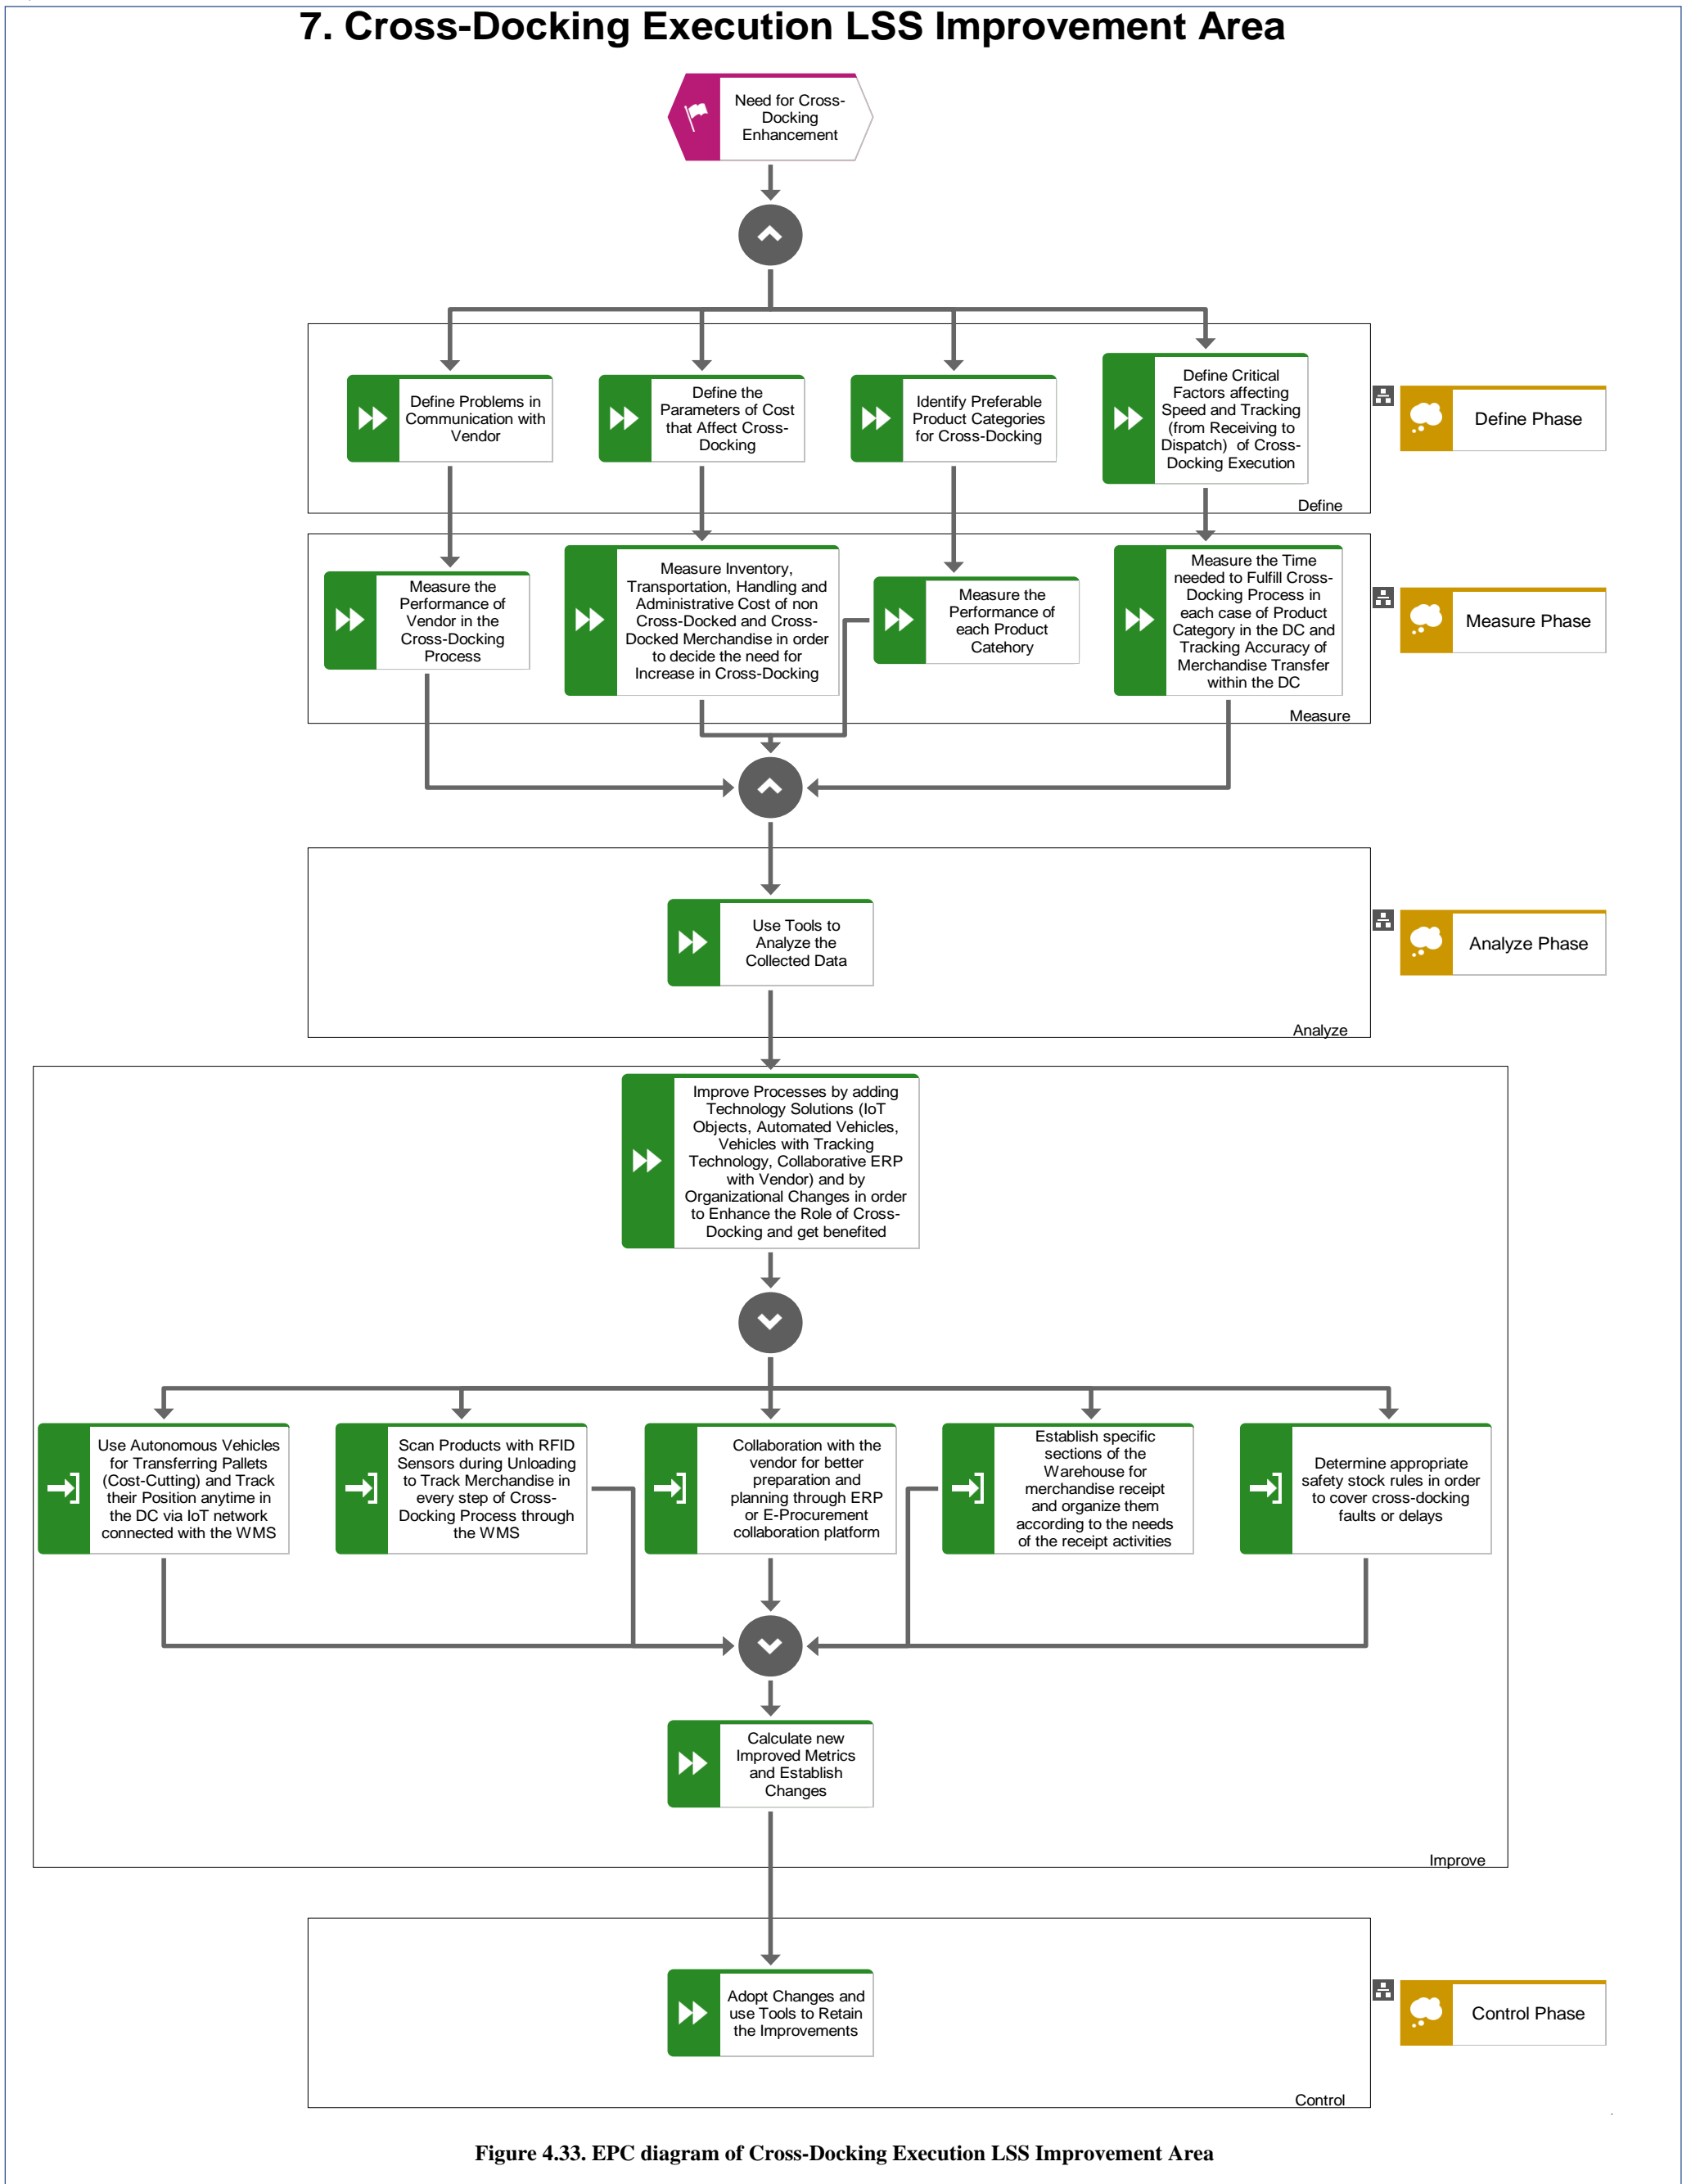 7. Cross-Docking Execution LSS Improvement Area
Need for Cross-
Docking
Enhancement
Define Problems in
Communication with
Vendor
Define the
Parameters of Cost
that Affect Cross-
Docking
Identify Preferable
Product Categories
for Cross-Docking
Define Critical
Factors affecting
Speed and Tracking
(from Receiving to
Dispatch) of Cross-
Docking Execution
Define Phase
Define
Measure the
Performance of
Vendor in the
Cross-Docking
Process
Measure Inventory,
Transportation, Handling and
Administrative Cost of non
Cross-Docked and Cross-
Docked Merchandise in order
to decide the need for
Increase in Cross-Docking
Measure the
Performance of
each Product
Catehory
Measure the Time
needed to Fulfill Cross-
Docking Process in
each case of Product
Category in the DC and
Tracking Accuracy of
Merchandise Transfer
within the DC
Measure Phase
Measure
Use Tools to
Analyze the
Collected Data
Analyze Phase
Analyze
Improve Processes by adding
Technology Solutions (IoT
Objects, Automated Vehicles,
Vehicles with Tracking
Technology, Collaborative ERP
with Vendor) and by
Organizational Changes in order
to Enhance the Role of Cross-
Docking and get benefited
Use Autonomous Vehicles
for Transferring Pallets
(Cost-Cutting) and Track
their Position anytime in
the DC via IoT network
connected with the WMS
Scan Products with RFID
Sensors during Unloading
to Track Merchandise in
every step of Cross-
Docking Process through
the WMS
Collaboration with the
vendor for better
preparation and
planning through ERP
or E-Procurement
collaboration platform
Establish specific
sections of the
Warehouse for
merchandise receipt
and organize them
according to the needs
of the receipt activities
Determine appropriate
safety stock rules in order
to cover cross-docking
faults or delays
Calculate new
Improved Metrics
and Establish
Changes
Improve
Adopt Changes and
use Tools to Retain
the Improvements
Control Phase
Control
Figure 4.33. EPC diagram of Cross-Docking Execution LSS Improvement Area